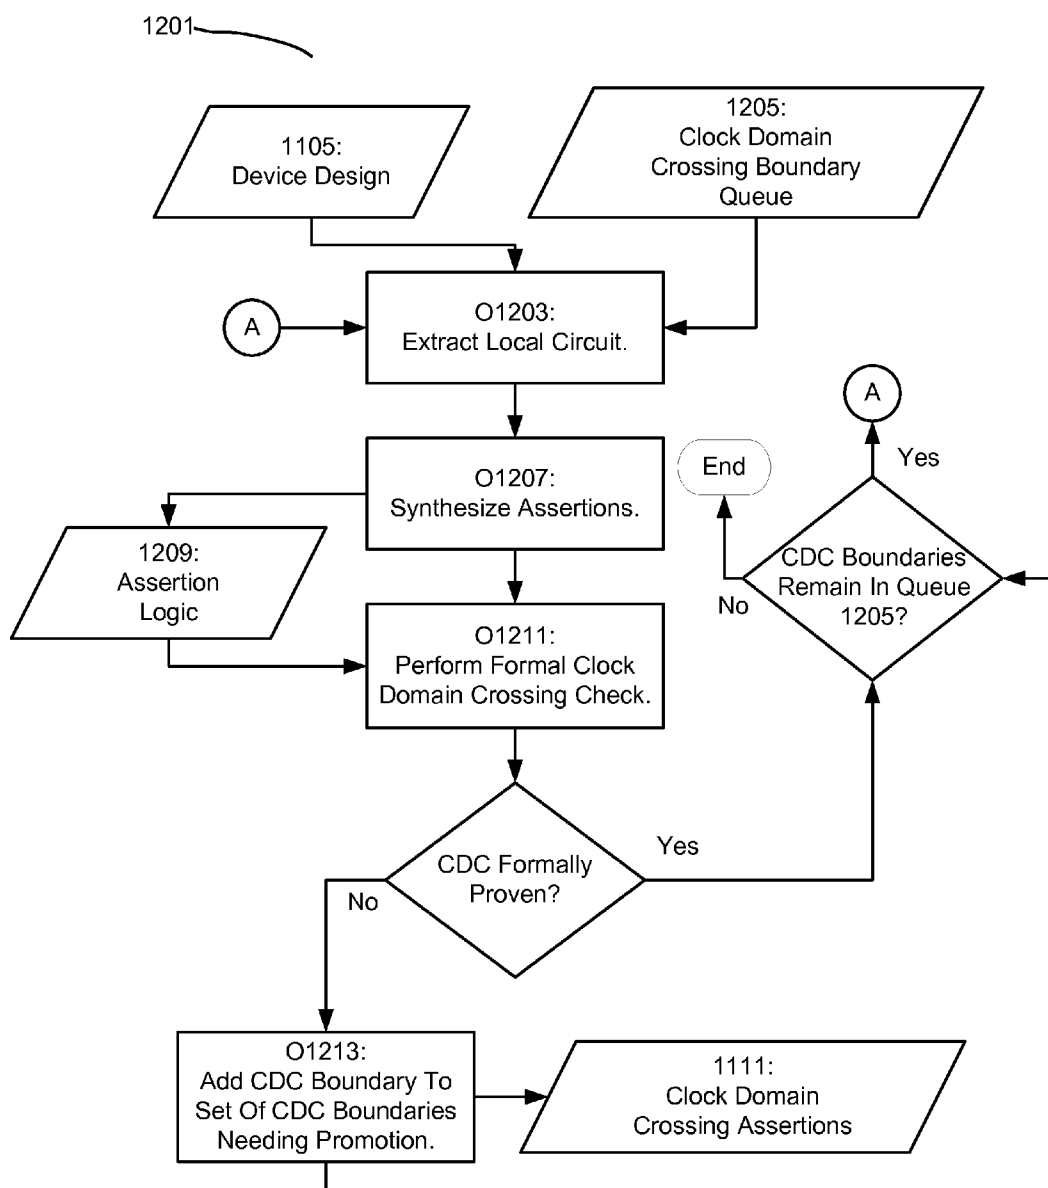 1201
1105:
Device Design
1205:
Clock Domain
Crossing Boundary
Queue
A
O1203:
Extract Local Circuit.
A
Yes
End
O1207:
Synthesize Assertions.
CDC Boundaries
Remain In Queue
1205?
No
1209:
Assertion
Logic
O1211:
Perform Formal Clock
Domain Crossing Check.
CDC Formally
Proven?
Yes
No
O1213:
Add CDC Boundary To
Set Of CDC Boundaries
Needing Promotion.
1111:
Clock Domain
Crossing Assertions